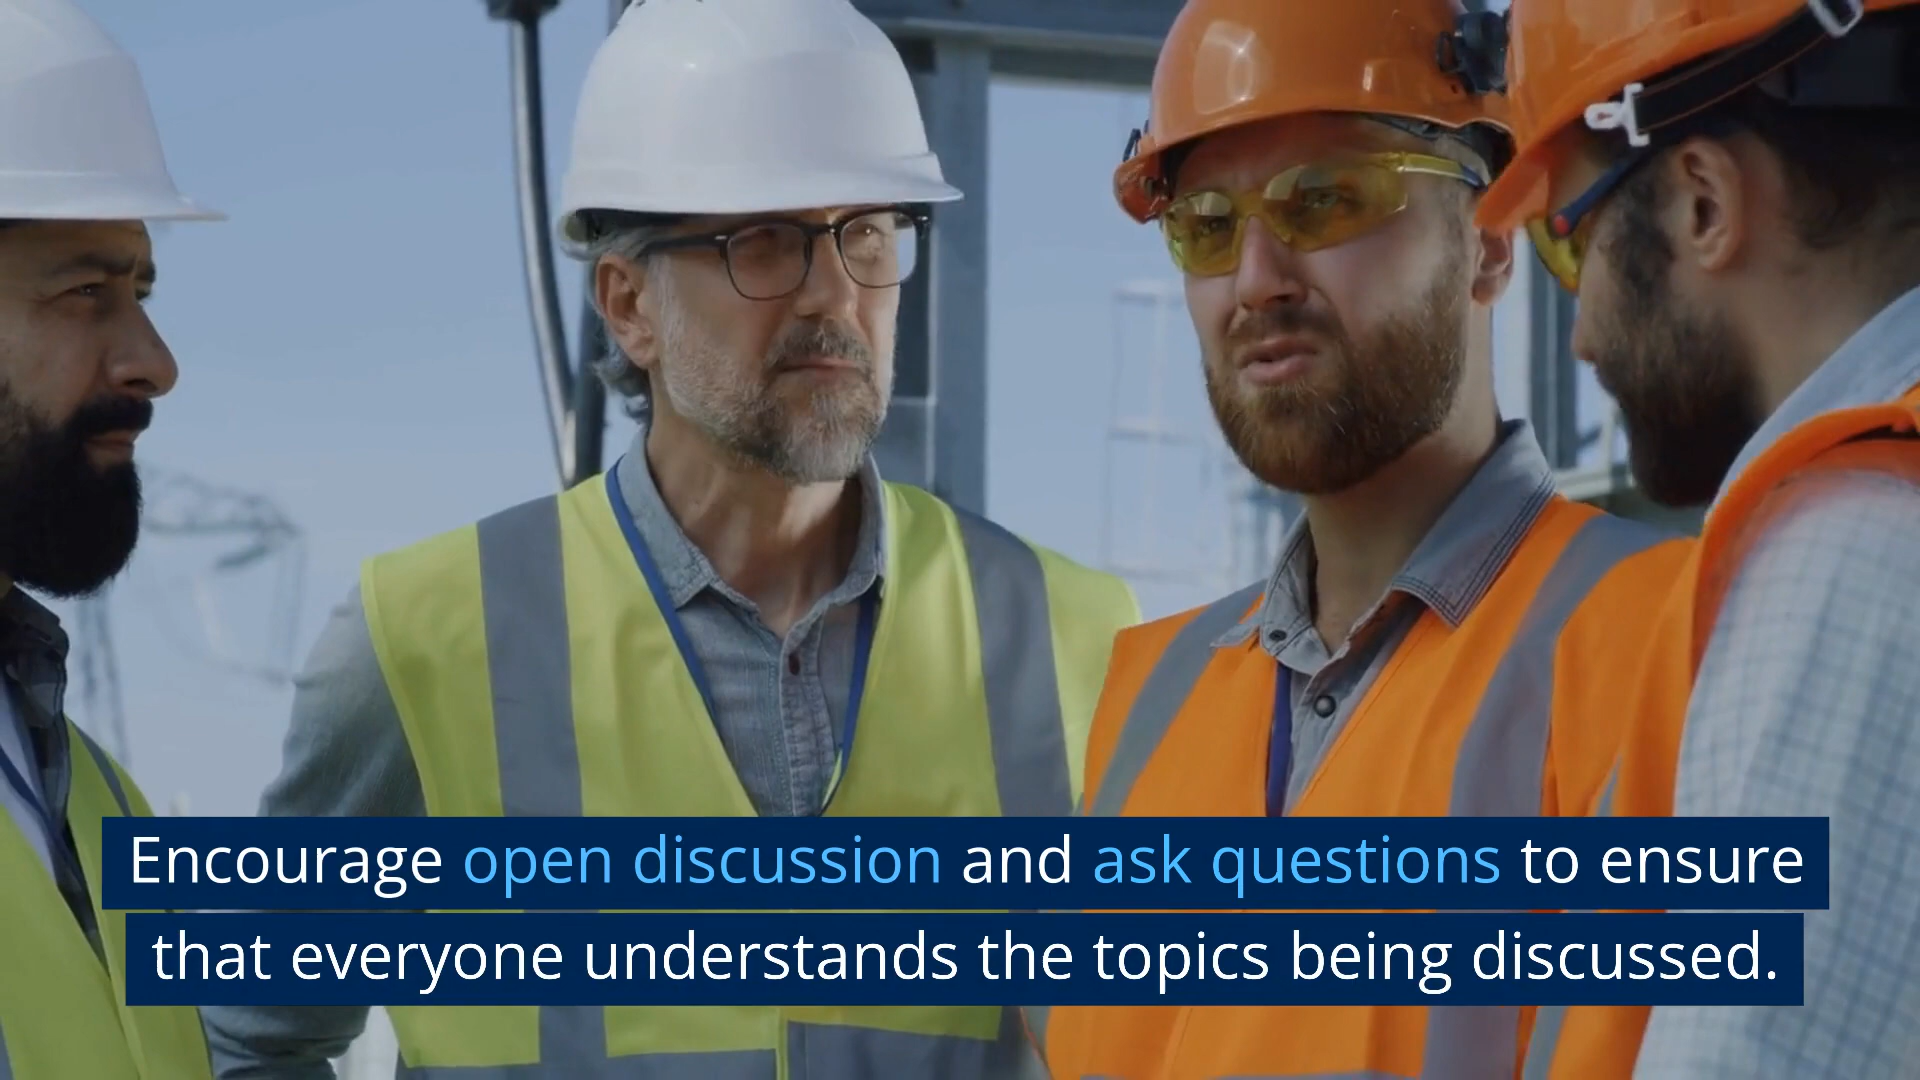 Encourage open discussion and ask questions to ensure
that everyone understands the topics being discussed.